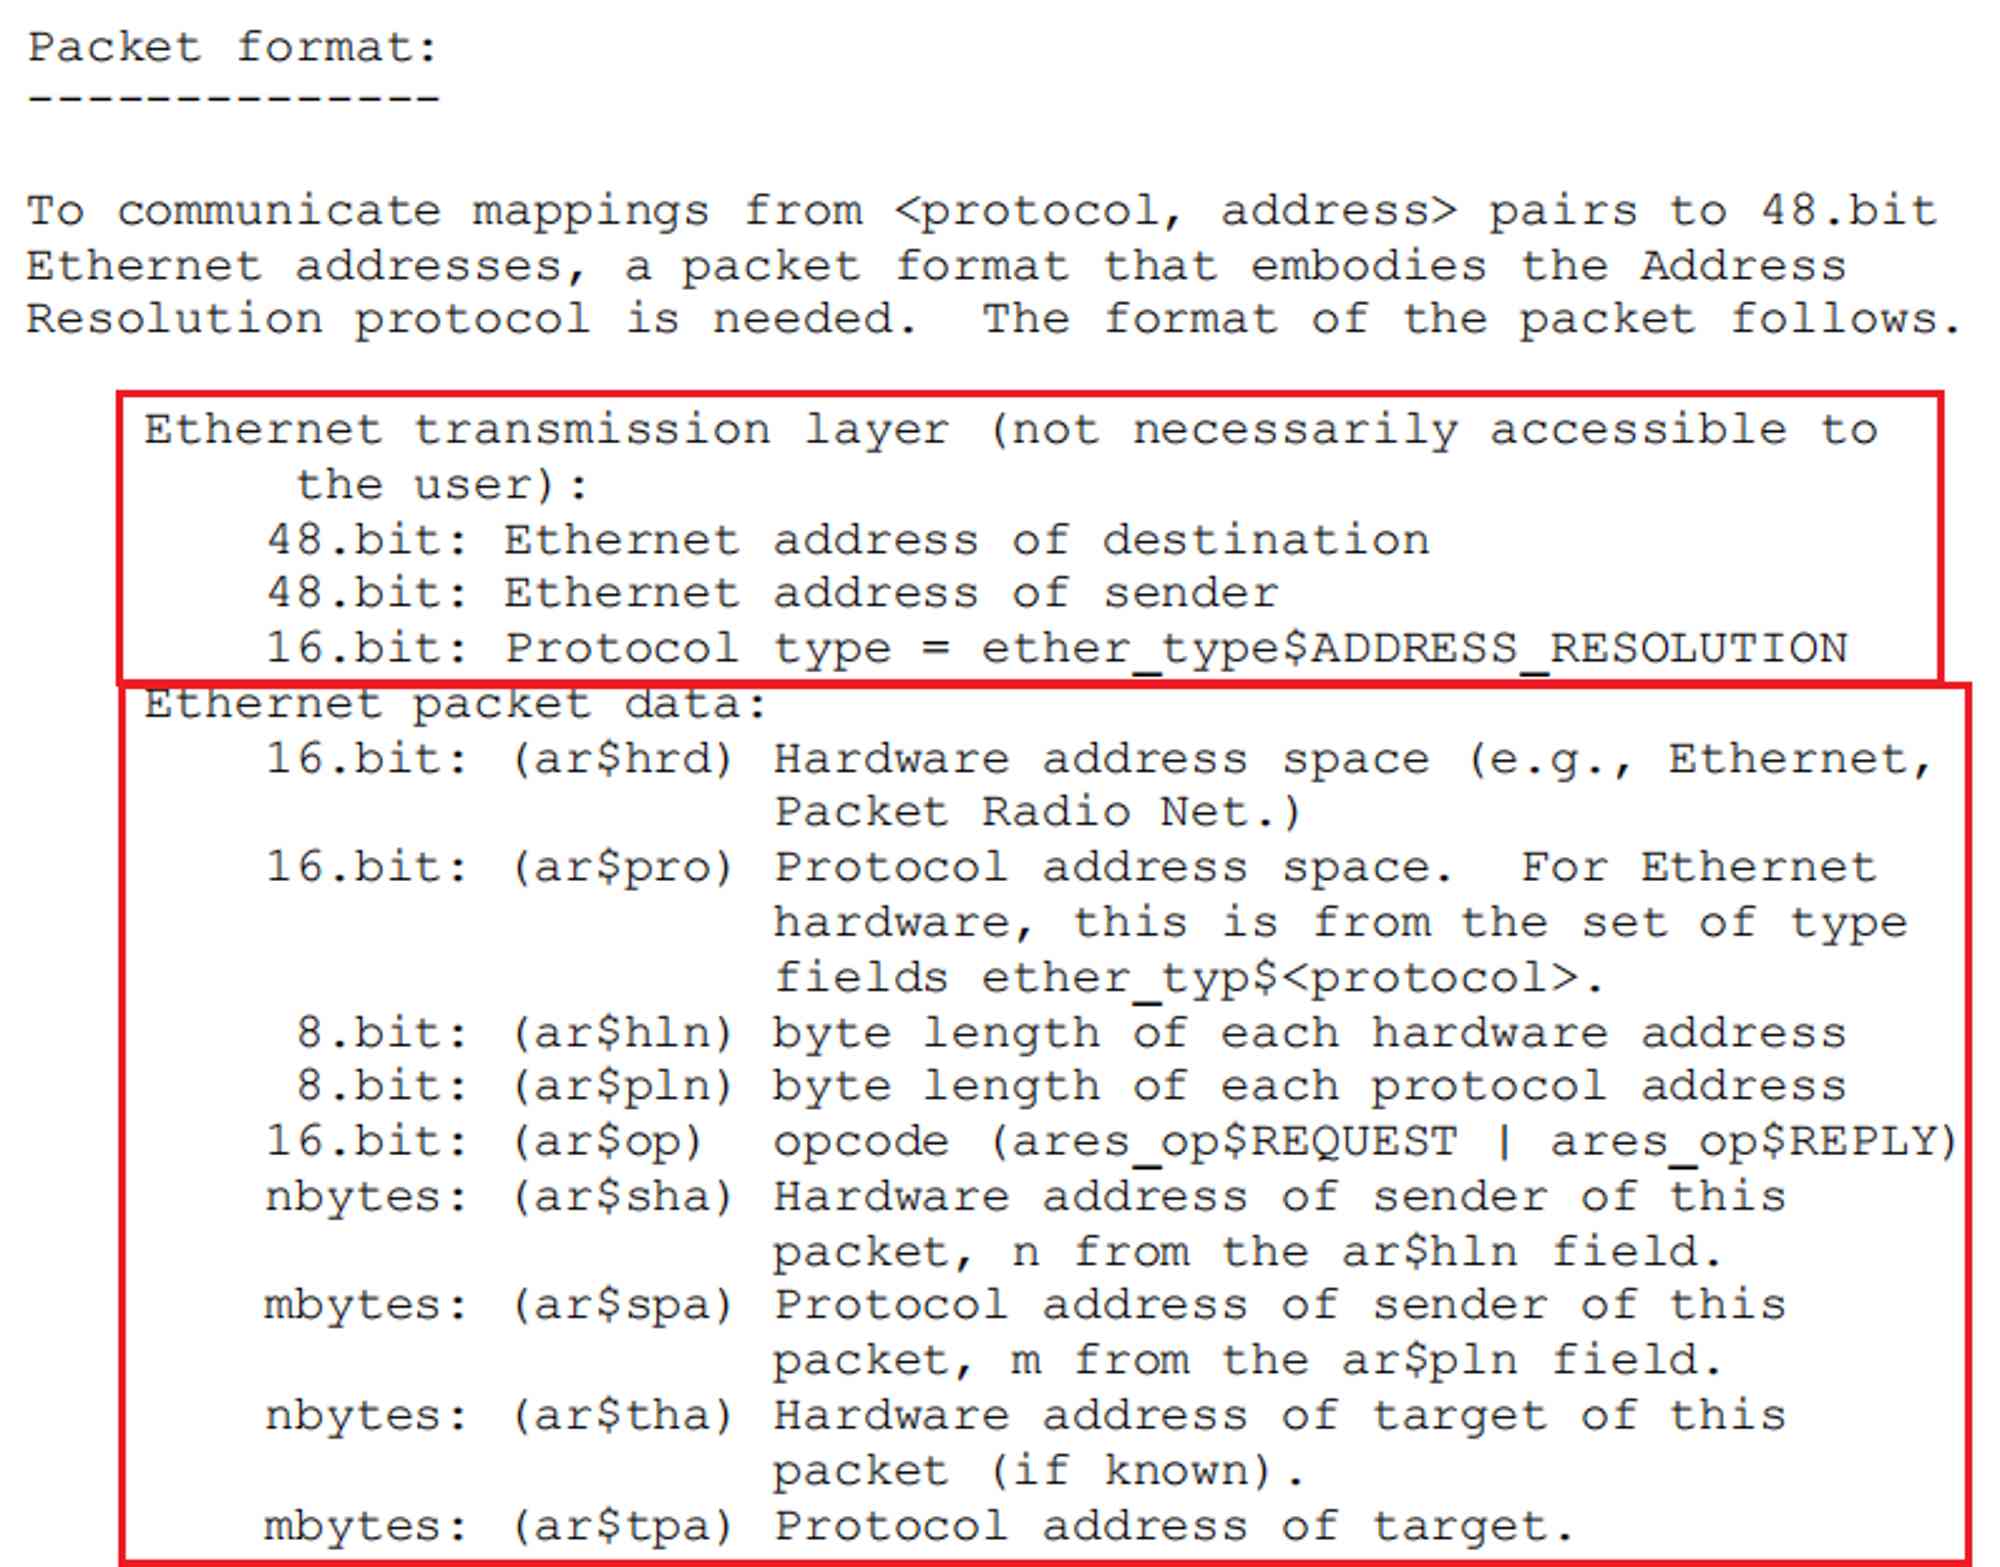 Packet format:
--------------
To communicate mappings from <protocol, address> pairs to 48.bit
Ethernet addresses, a packet format that embodies the Address
Resolution protocol is needed.  The format of the packet follows.
Ethernet transmission layer (not necessarily accessible to
the user):
48.bit: Ethernet address of destination
48.bit: Ethernet address of sender
16.bit: Protocol type = ether_type$ADDRESS_RESOLUTION
Ethernet packet data:
16.bit: (ar$hrd) Hardware address space (e.g., Ethernet,
Packet Radio Net.)
16.bit: (ar$pro) Protocol address space.  For Ethernet
hardware, this is from the set of type
fields ether_typ$<protocol>.
8.bit: (ar$hln) byte length of each hardware address
8.bit: (ar$pln) byte length of each protocol address
16.bit: (ar$op)  opcode (ares_op$REQUEST | ares_op$REPLY)
nbytes: (ar$sha) Hardware address of sender of this
packet, n from the ar$hln field.
mbytes: (ar$spa) Protocol address of sender of this
packet, m from the ar$pln field.
nbytes: (ar$tha) Hardware address of target of this
packet (if known).
mbytes: (ar$tpa) Protocol address of target.